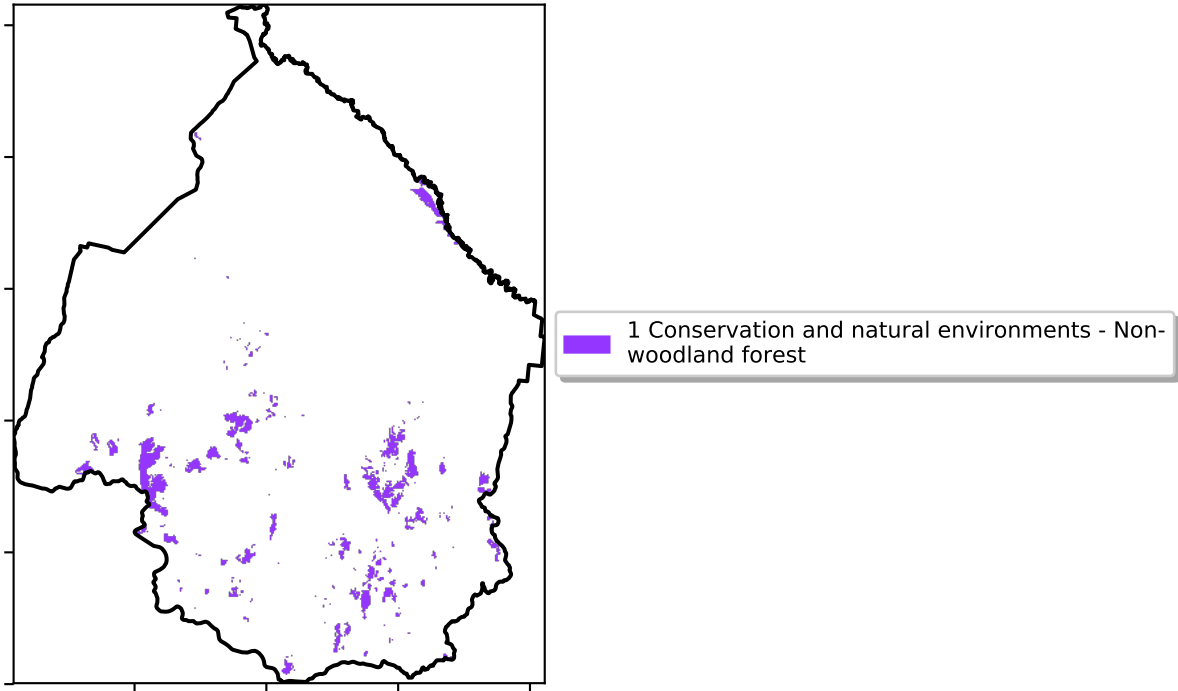 1 Conservation and natural environments - Non-
woodland forest